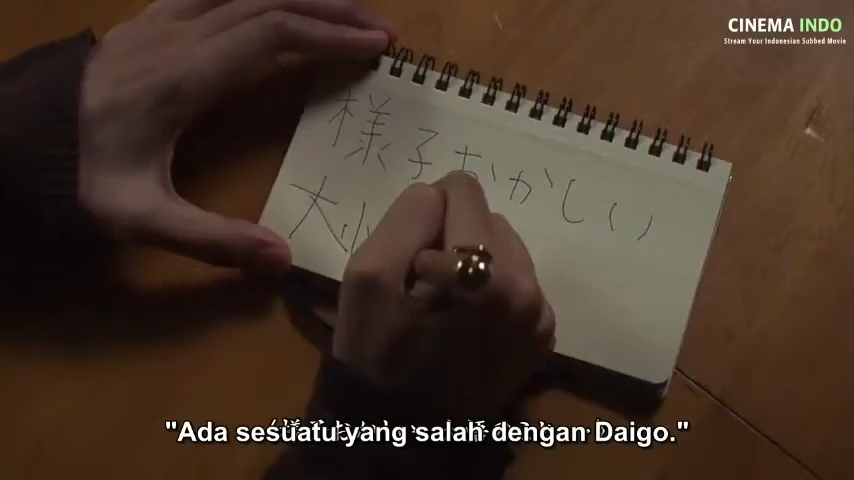 CINEMA INDO
Stream Your Indonesian Subbed Movie
様子おかしい
大
"Ada sesuatu yang salah dengan Daigo."